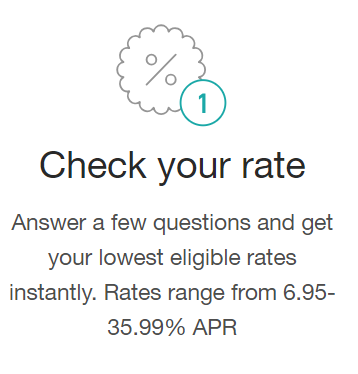 %
1
Check your rate
Answer a few questions and get
your lowest eligible rates
instantly. Rates range from 6.95-
35.99% APR